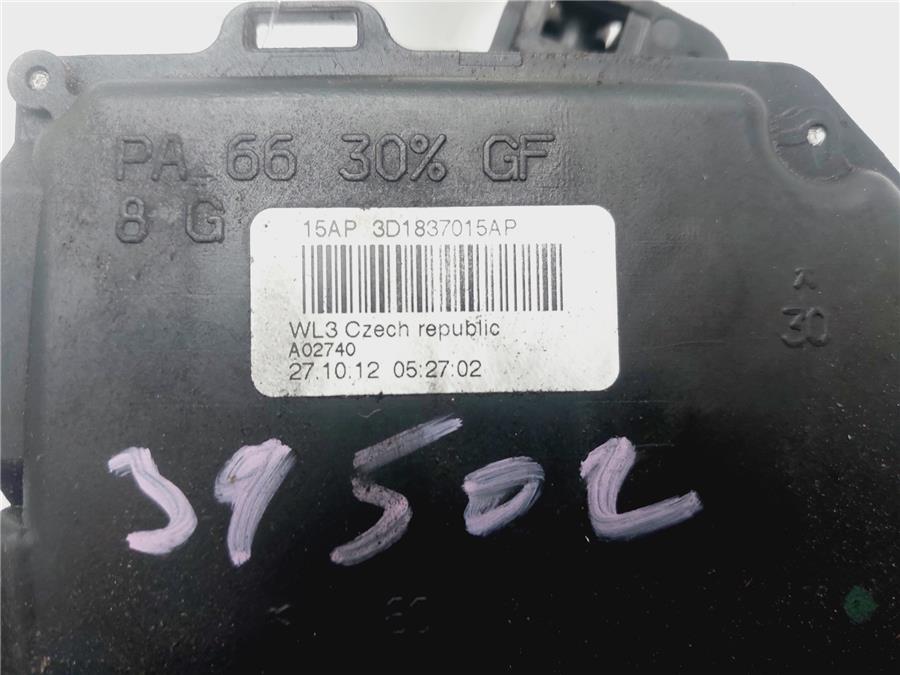 PA 66 30% GF
8 G
15AP 3D1837015AP
WL3 Czech republic
A02740
27.10.12 05:27:02
30
39502